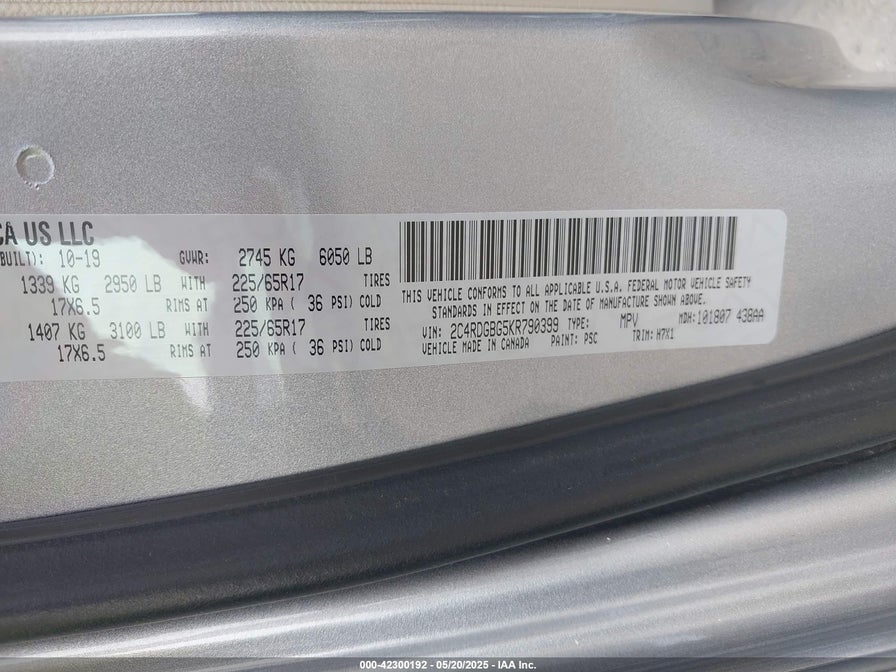 CA US LLC
BUILT): 10-19 GVWR: 2745 KG 6050 LB
1339 KG 2950 LB WITH 225/65R17 TIRES
17X6.5 RIMS AT 250 KPA ( 36 PSI) COLD
1407 KG 3100 LB WITH 225/65R17 TIRES
17X6.5 RIMS AT 250 KPA ( 36 PSI) COLD
THIS VEHICLE CONFORMS TO ALL APPLICABLE U.S.A. FEDERAL MOTOR VEHICLE SAFETY
STANDARDS IN EFFECT ON THE DATE OF MANUFACTURE SHOWN ABOVE.
VIN: 2C4RDGBG5KR790399 TYPE: MPV MDH: 101807 438AA
VEHICLE MADE IN CANADA PAINT: PSC TRIM: H7X1
000-42300192 - 05/20/2025 - IAA Inc.